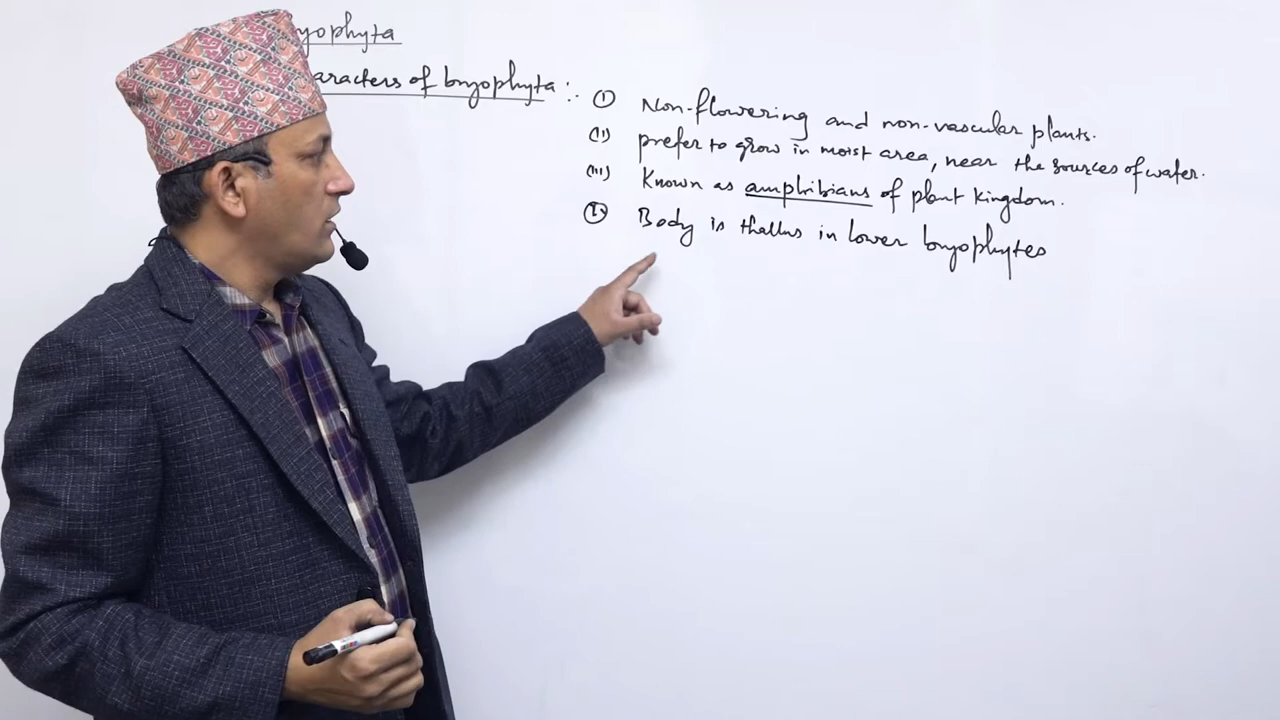 yophyta
aracters of bryophyta :-
(i) Non-flowering and non-vascular plants.
(ii) prefer to grow in moist area, near the sources of water.
(iii) Known as amphibians of plant kingdom.
(iv) Body is thallus in lower bryophytes